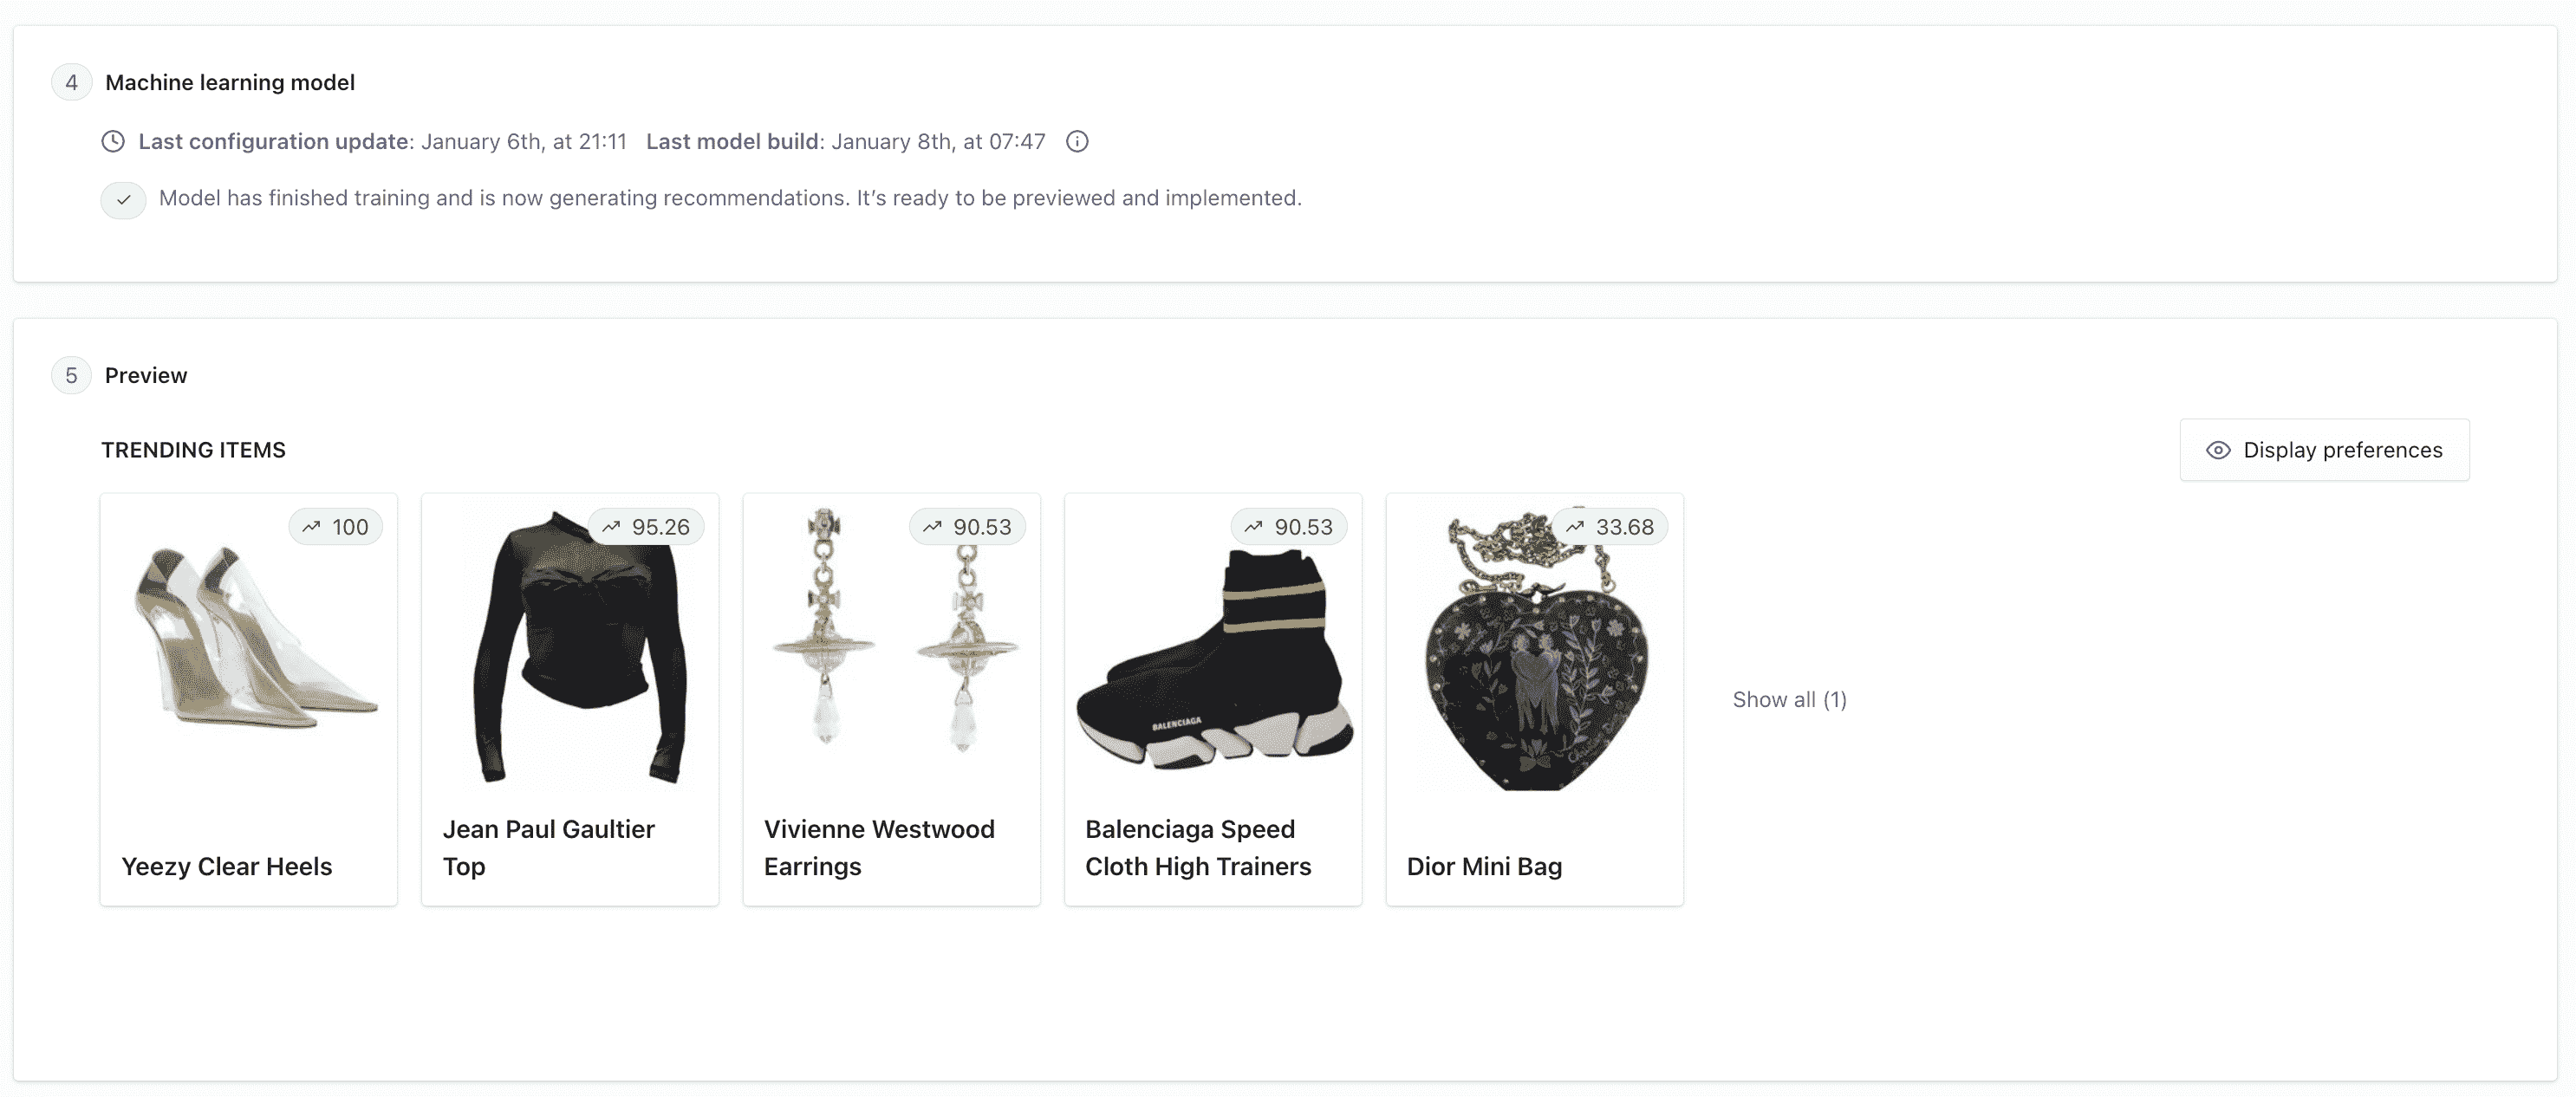 4 Machine learning model
Last configuration update: January 6th, at 21:11 Last model build: January 8th, at 07:47
Model has finished training and is now generating recommendations. It’s ready to be previewed and implemented.
5 Preview
TRENDING ITEMS
Display preferences
100
95.26
90.53
90.53
33.68
BALENCIAGA
Show all (1)
Yeezy Clear Heels
Jean Paul Gaultier
Top
Vivienne Westwood
Earrings
Balenciaga Speed
Cloth High Trainers
Dior Mini Bag